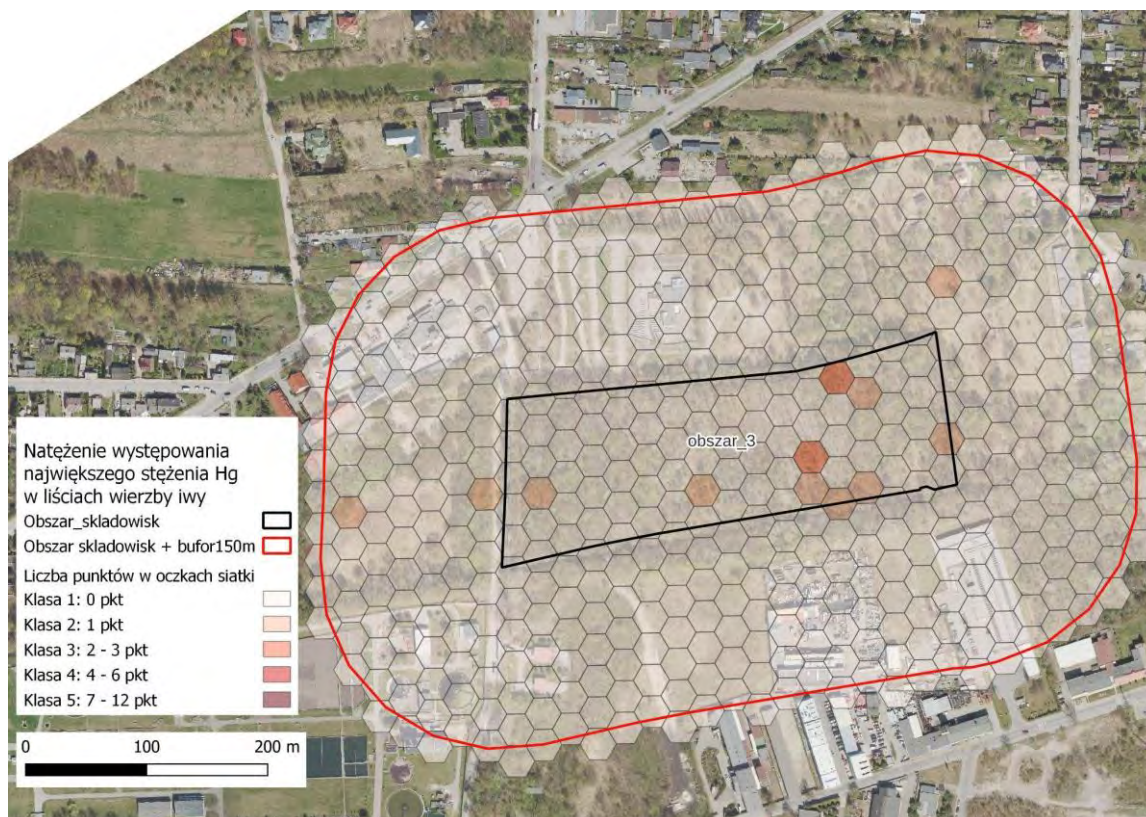 obszar_3
Natężenie występowania
największego stężenia Hg
w liściach wierzby iwy
Obszar_skladowisk
Obszar skladowisk + bufor150m
Liczba punktów w oczkach siatki
Klasa 1: 0 pkt
Klasa 2: 1 pkt
Klasa 3: 2 - 3 pkt
Klasa 4: 4 - 6 pkt
Klasa 5: 7 - 12 pkt
0 100 200 m